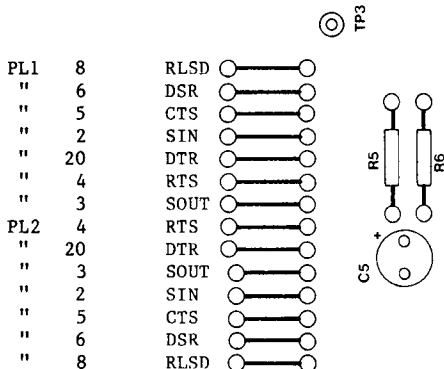 TP3
PL1 8 RLSD
" 6 DSR
" 5 CTS
" 2 SIN
" 20 DTR
" 4 RTS
" 3 SOUT
PL2 4 RTS
" 20 DTR
" 3 SOUT
" 2 SIN
" 5 CTS
" 6 DSR
" 8 RLSD
R5 R6
+
C5